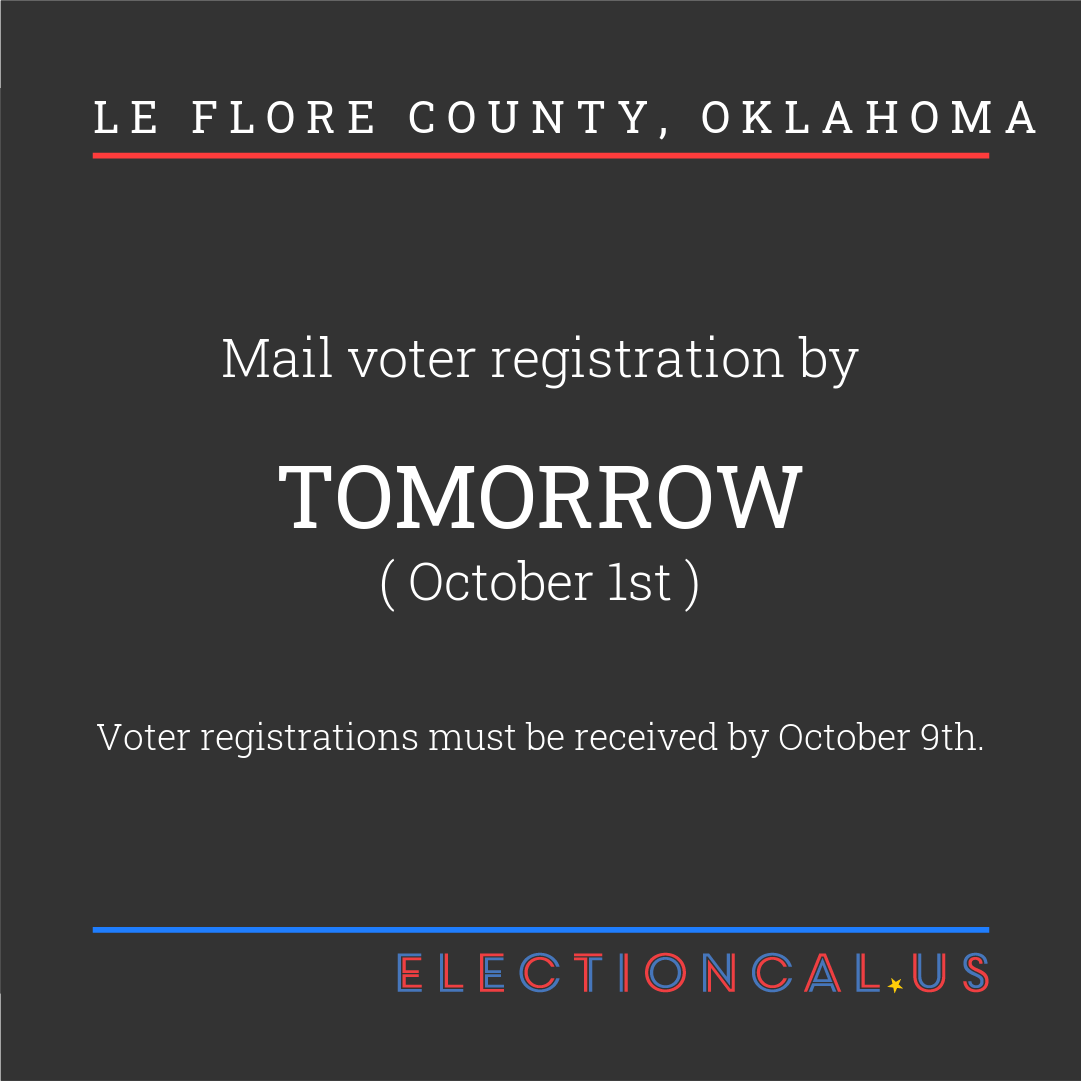 LE FLORE COUNTY, OKLAHOMA
Mail voter registration by
TOMORROW
( October 1st )
Voter registrations must be received by October 9th.
ELECTIONCAL.US